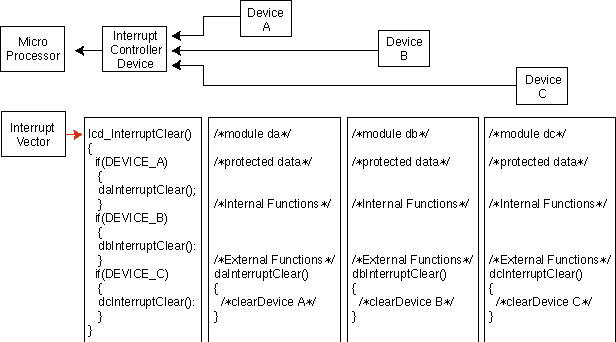 Micro
Processor
Interrupt
Controller
Device
Device
A
Device
B
Device
C
Interrupt
Vector
Icd_InterruptClear()
{
if(DEVICE_A)
{
daInterruptClear();
}
if(DEVICE_B)
{
dbInterruptClear():
}
if(DEVICE_C)
{
dcInterruptClear():
}
}
/*module da*/
/*protected data*/
/*Internal Functions*/
/*External Functions*/
daInterruptClear()
{
/*clearDevice A*/
}
/*module db*/
/*protected data*/
/*Internal Functions*/
/*External Functions*/
dbInterruptClear()
{
/*clearDevice B*/
}
/*module dc*/
/*protected data*/
/*Internal Functions*/
/*External Functions*/
dcInterruptClear()
{
/*clearDevice C*/
}